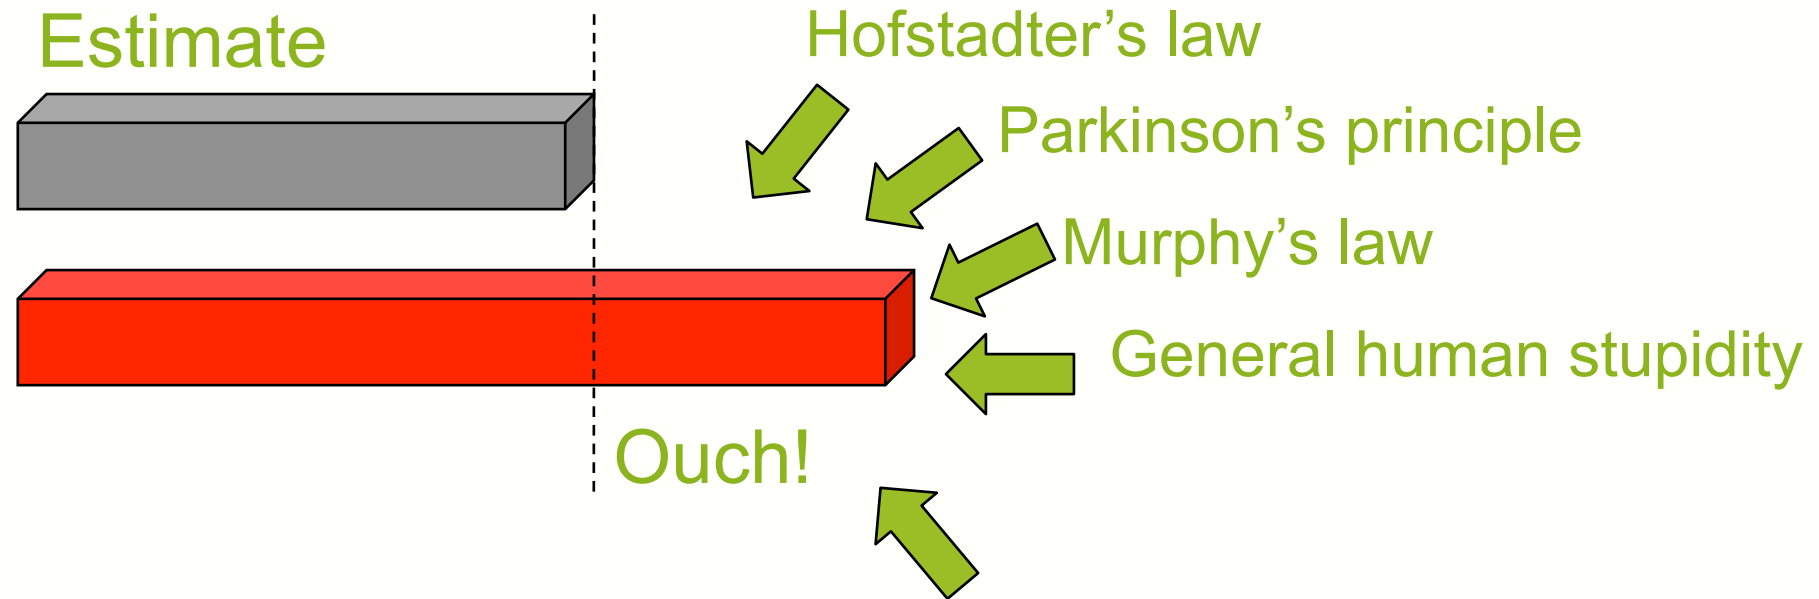 Estimate
Hofstadter’s law
Parkinson’s principle
Murphy’s law
General human stupidity
Ouch!